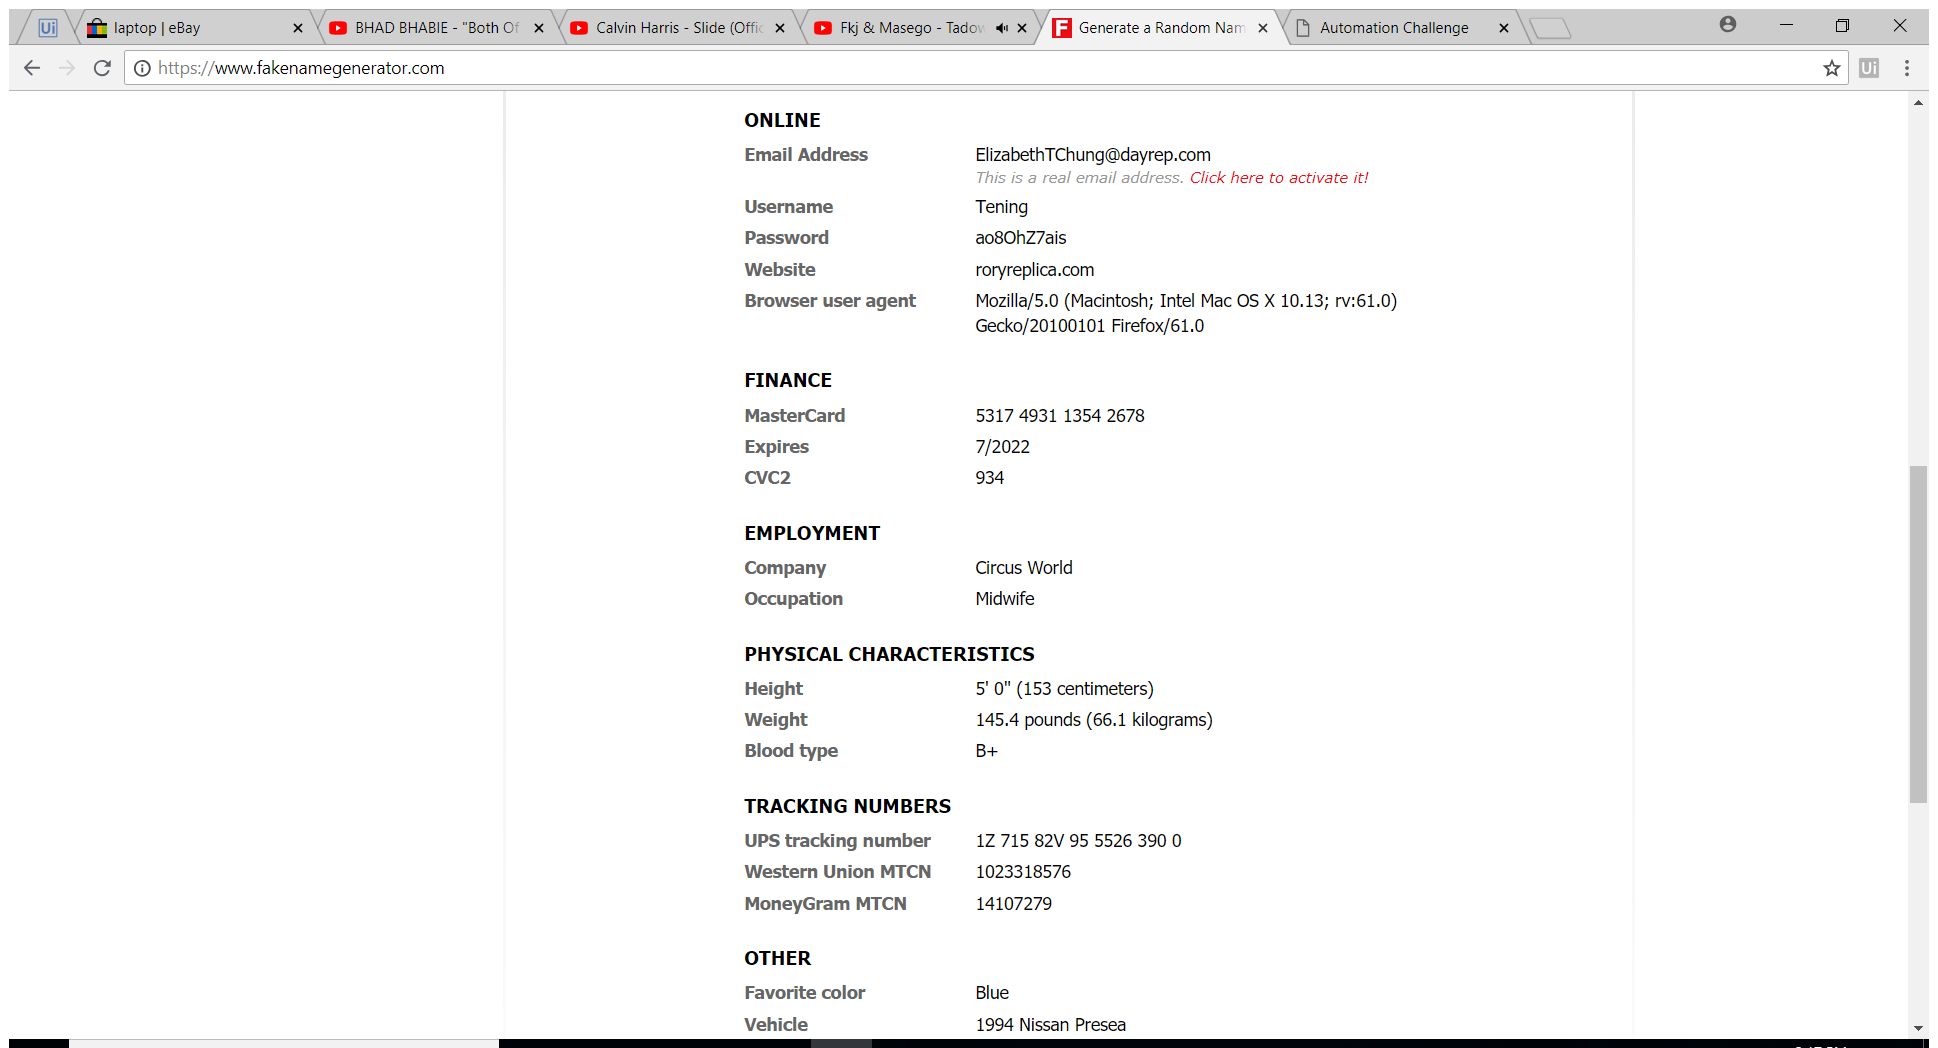 Ui
laptop | eBay
BHAD BHABIE - "Both Of
Calvin Harris - Slide (Offic
Fkj & Masego - Tadow
Generate a Random Nam
Automation Challenge
https://www.fakenamegenerator.com
Ui
ONLINE
Email Address ElizabethTChung@dayrep.com
This is a real email address. Click here to activate it!
Username Tening
Password ao8OhZ7ais
Website roryreplica.com
Browser user agent Mozilla/5.0 (Macintosh; Intel Mac OS X 10.13; rv:61.0)
Gecko/20100101 Firefox/61.0
FINANCE
MasterCard 5317 4931 1354 2678
Expires 7/2022
CVC2 934
EMPLOYMENT
Company Circus World
Occupation Midwife
PHYSICAL CHARACTERISTICS
Height 5' 0" (153 centimeters)
Weight 145.4 pounds (66.1 kilograms)
Blood type B+
TRACKING NUMBERS
UPS tracking number 1Z 715 82V 95 5526 390 0
Western Union MTCN 1023318576
MoneyGram MTCN 14107279
OTHER
Favorite color Blue
Vehicle 1994 Nissan Presea